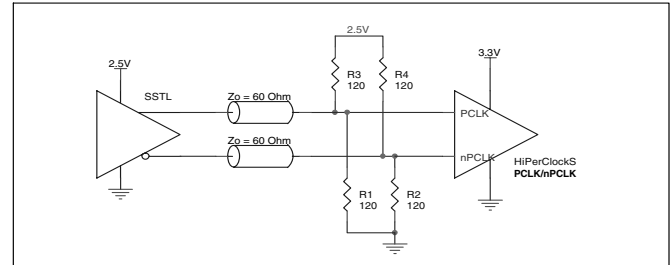 2.5V
3.3V
2.5V
R3
120
R4
120
SSTL
Zo = 60 Ohm
PCLK
Zo = 60 Ohm
nPCLK
HiPerClockS
PCLK/nPCLK
R1
120
R2
120